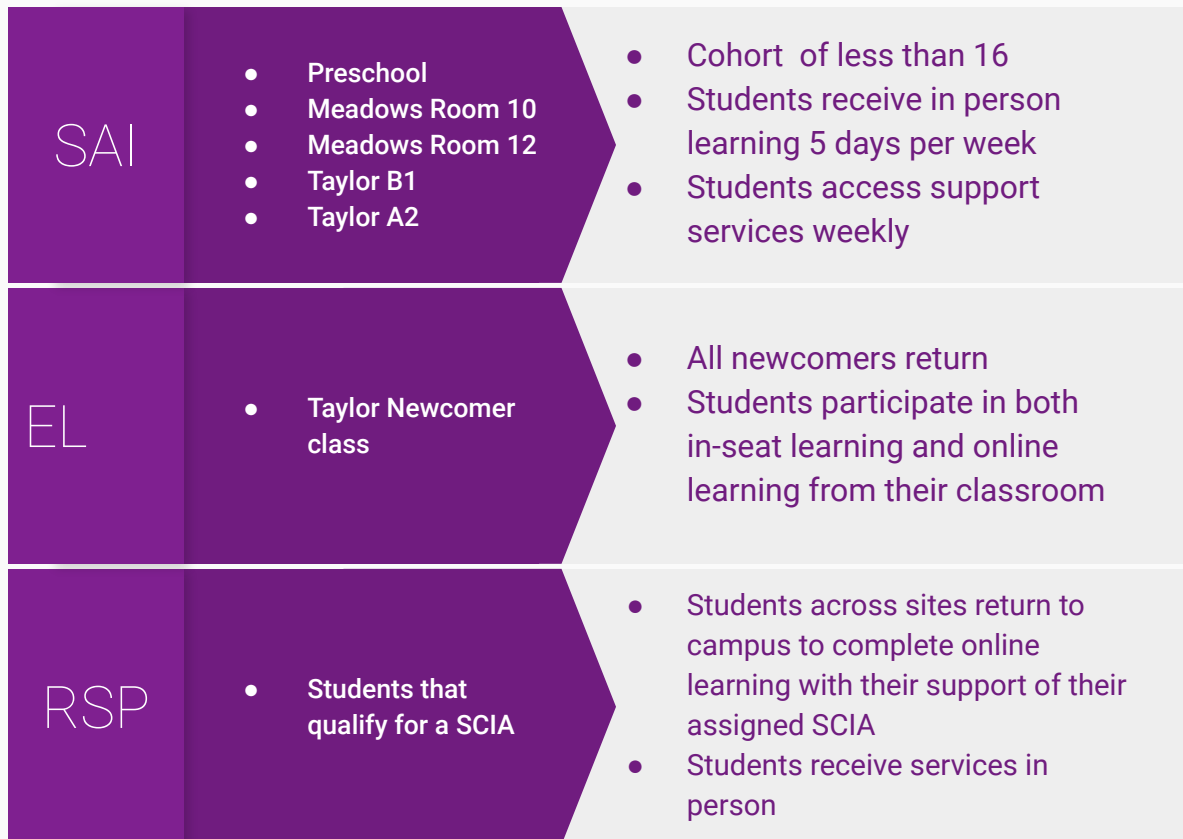 SAI
● Preschool
● Meadows Room 10
● Meadows Room 12
● Taylor B1
● Taylor A2
● Cohort of less than 16
● Students receive in person
learning 5 days per week
● Students access support
services weekly
EL
● Taylor Newcomer
class
● All newcomers return
● Students participate in both
in-seat learning and online
learning from their classroom
RSP
● Students that
qualify for a SCIA
● Students across sites return to
campus to complete online
learning with their support of their
assigned SCIA
● Students receive services in
person